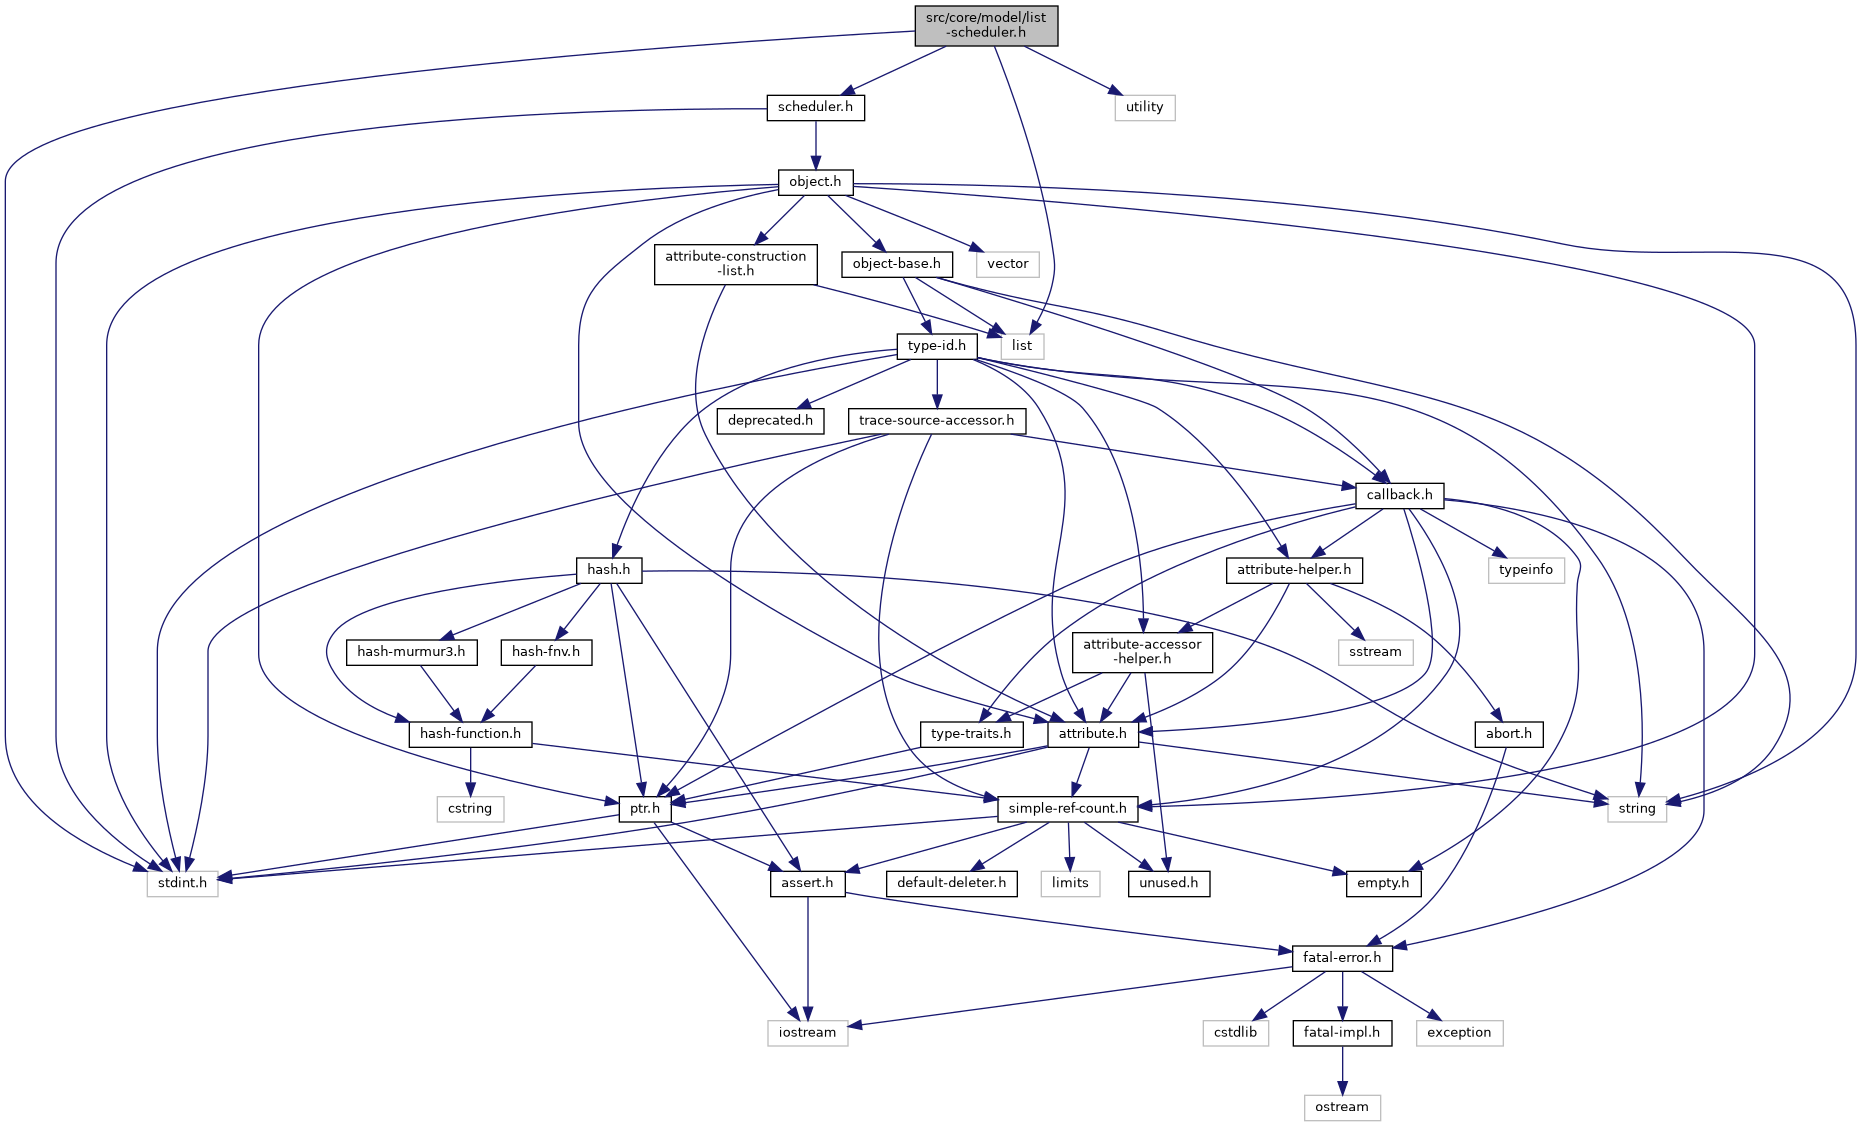 src/core/model/list
-scheduler.h
scheduler.h
utility
object.h
attribute-construction
-list.h
object-base.h
vector
type-id.h
list
deprecated.h
trace-source-accessor.h
callback.h
hash.h
attribute-helper.h
typeinfo
hash-murmur3.h
hash-fnv.h
attribute-accessor
-helper.h
sstream
hash-function.h
type-traits.h
attribute.h
abort.h
cstring
ptr.h
simple-ref-count.h
string
stdint.h
assert.h
default-deleter.h
limits
unused.h
empty.h
fatal-error.h
iostream
cstdlib
fatal-impl.h
exception
ostream